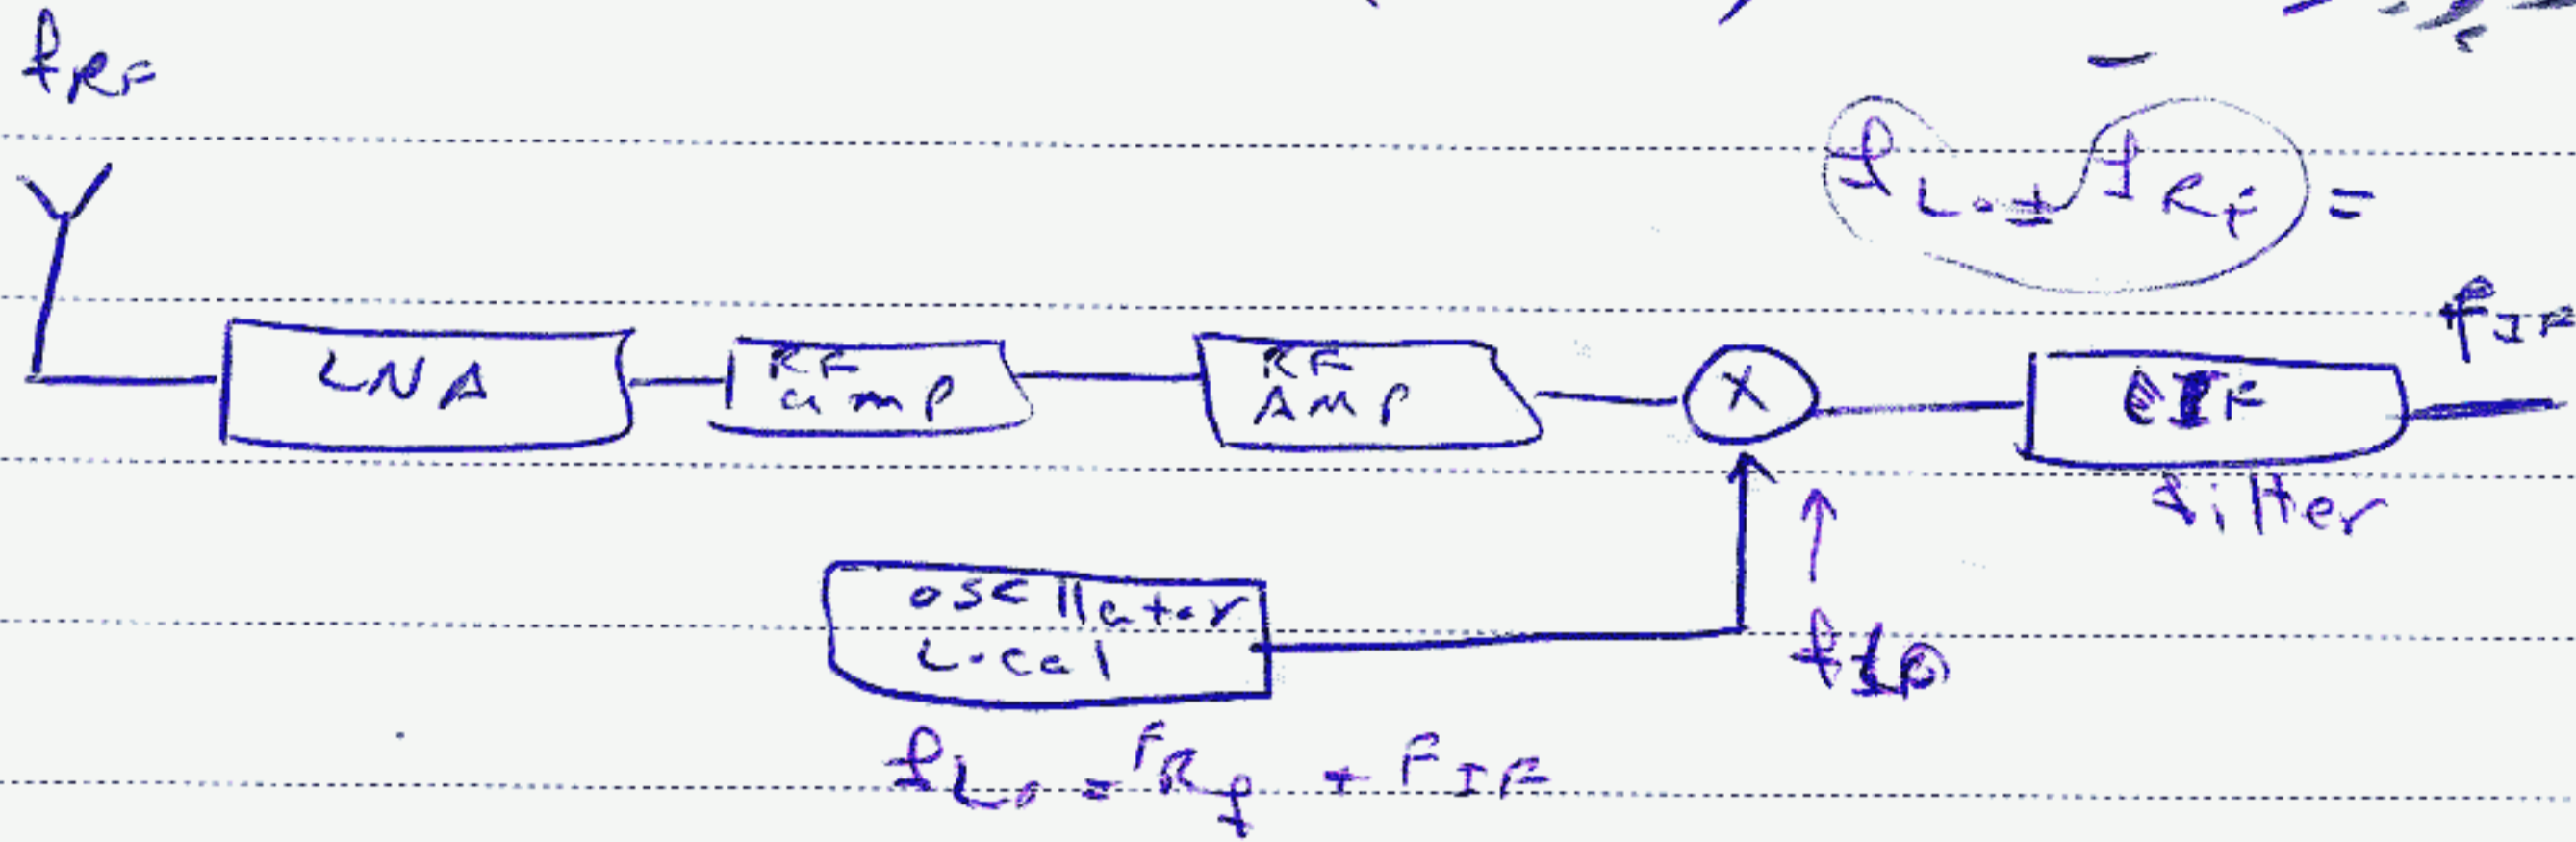 fRF
fLo ± fRf =
fIF
LNA
RF
amp
RF
AMP
X
IF
filter
oscillator
Local
fLo
fLo = FRf + FIF